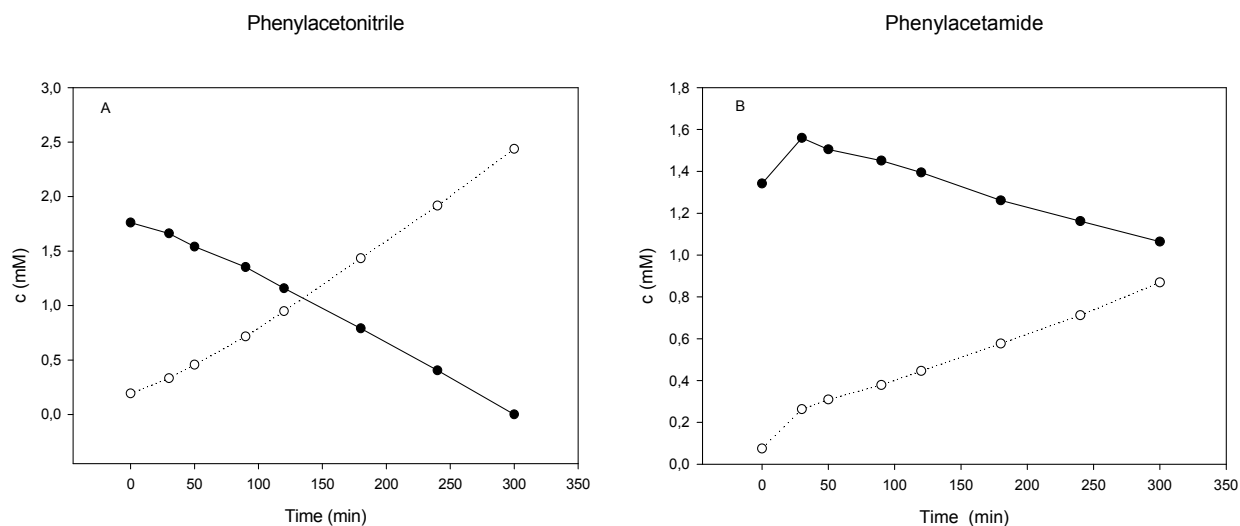 Phenylacetonitrile
Phenylacetamide
A
3,0
2,5
2,0
1,5
1,0
0,5
0,0
c (mM)
0 50 100 150 200 250 300 350
Time (min)
B
1,8
1,6
1,4
1,2
1,0
0,8
0,6
0,4
0,2
0,0
c (mM)
0 50 100 150 200 250 300 350
Time (min)